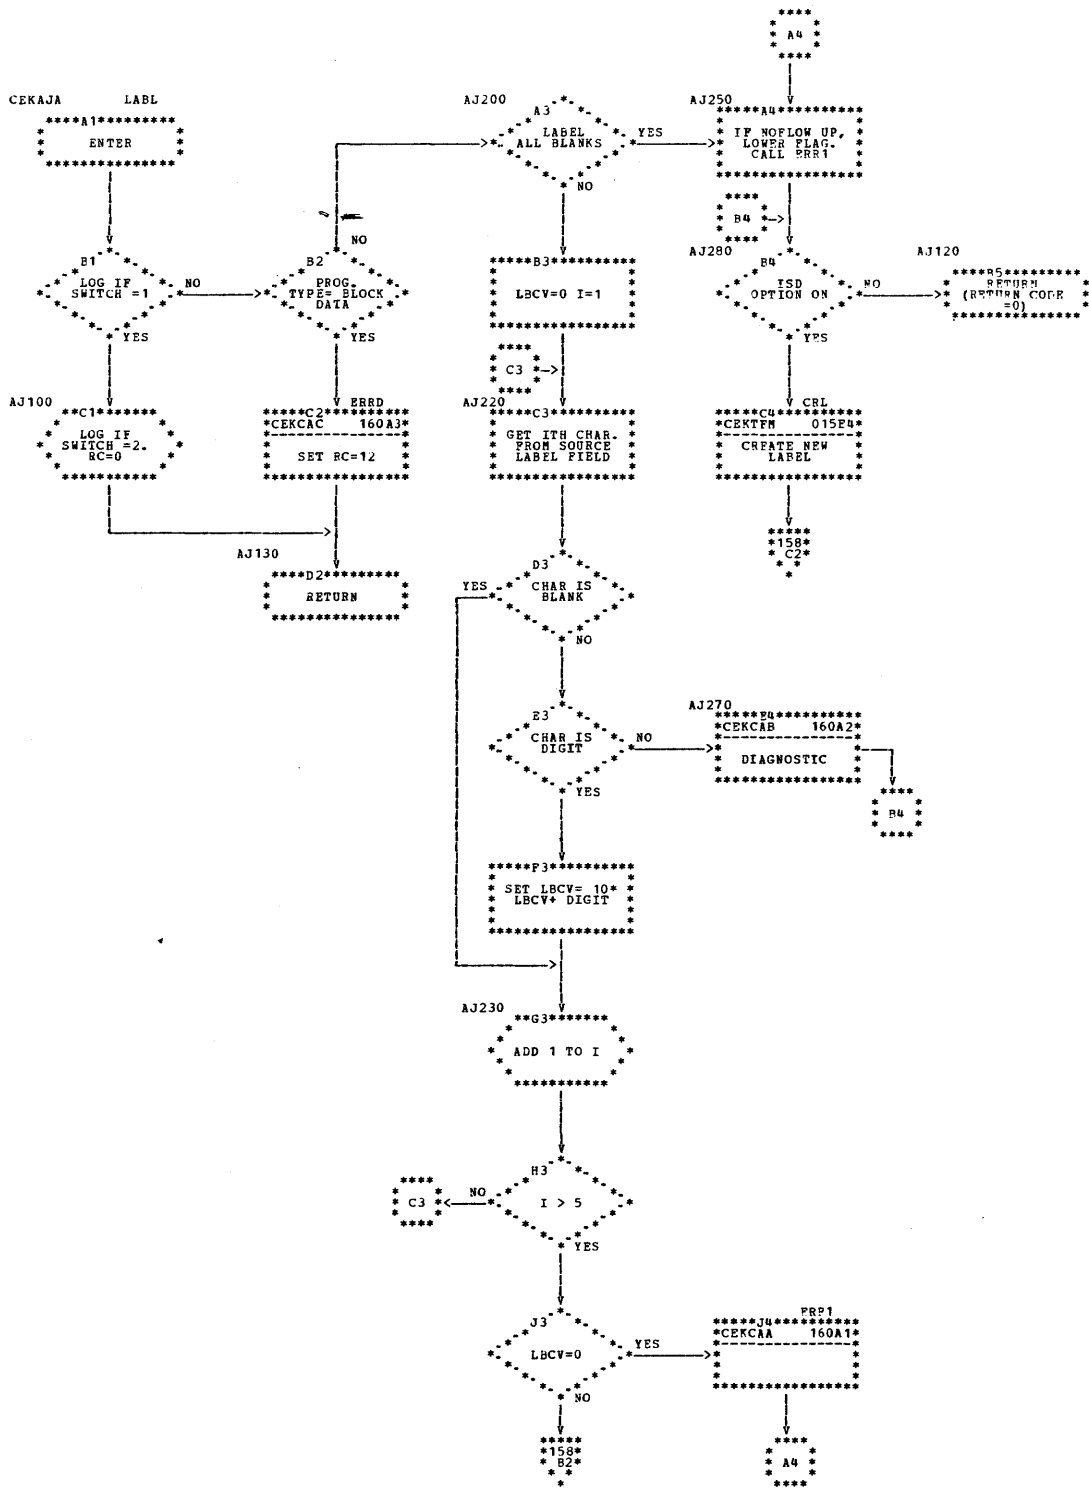 A4
CEKAJA LABL
A1
ENTER
B1
LOG IF
SWITCH =1
NO
YES
AJ100
C1
LOG IF
SWITCH =2.
RC=0
B2
PROG.
TYPE= BLOCK
DATA
NO
YES
ERRD
C2
CEKCAC 160A3
SET RC=12
AJ130
D2
RETURN
AJ200
A3
LABEL
ALL BLANKS
YES
NO
B3
LBCV=0 I=1
C3
AJ220
C3
GET ITH CHAR.
FROM SOURCE
LABEL FIELD
D3
CHAR IS
BLANK
YES
NO
E3
CHAR IS
DIGIT
NO
YES
F3
SET LBCV= 10*
LBCV+ DIGIT
AJ230
G3
ADD 1 TO I
H3
I > 5
NO
C3
YES
J3
LBCV=0
YES
NO
158
B2
AJ250
A4
IF NOFLOW UP,
LOWER FLAG.
CALL ERR1
B4
AJ280
B4
ISD
OPTION ON
NO
YES
AJ120
B5
RETURN
(RETURN CODE
=0)
CRL
C4
CEKTFM 015E4
CREATE NEW
LABEL
158
C2
AJ270
E4
CEKCAB 160A2
DIAGNOSTIC
B4
ERR1
J4
CEKCAA 160A1
A4